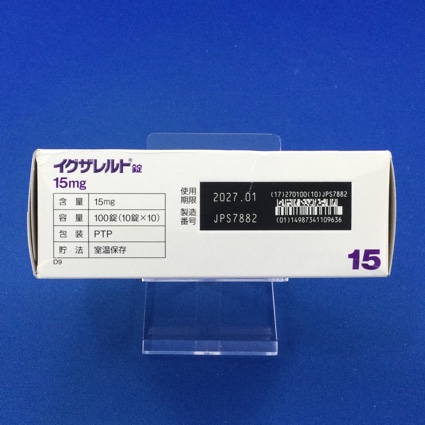 イグザレルト®錠
15mg
含量 15mg
容量 100錠(10錠×10)
包装 PTP
貯法 室温保存
D9
使用期限 2027.01
製造番号 JPS7882
(17)270100(10)JPS7882
(01)14987341109636
15